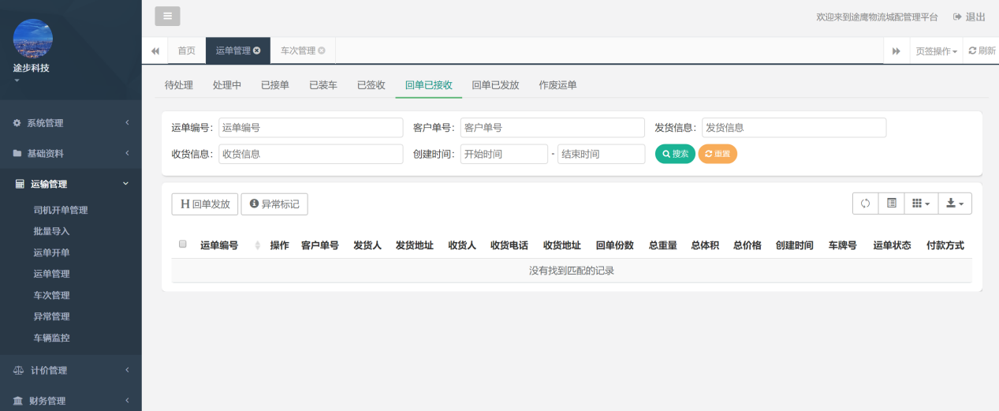 欢迎来到途鹰物流城配管理平台 退出
途步科技
首页 运单管理 车次管理 页签操作 刷新
待处理 处理中 已接单 已装车 已签收 回单已接收 回单已发放 作废运单
运单编号: 运单编号 客户单号: 客户单号 发货信息: 发货信息
收货信息: 收货信息 创建时间: 开始时间 - 结束时间 搜索 重置
H 回单发放 异常标记
运单编号 操作 客户单号 发货人 发货地址 收货人 收货电话 收货地址 回单份数 总重量 总体积 总价格 创建时间 车牌号 运单状态 付款方式
没有找到匹配的记录
系统管理
基础资料
运输管理
司机开单管理
批量导入
运单开单
运单管理
车次管理
异常管理
车辆监控
计价管理
财务管理